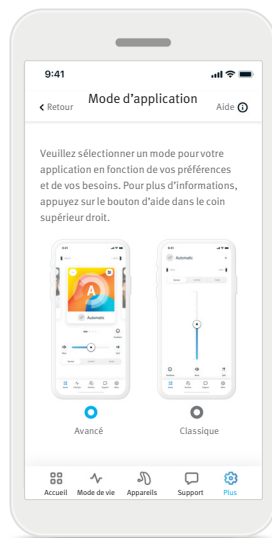 9:41
Retour Mode d'application Aide
Veuillez sélectionner un mode pour votre
application en fonction de vos préférences
et de vos besoins. Pour plus d'informations,
appuyez sur le bouton d'aide dans le coin
supérieur droit.
A
Automatic
Automatic
Avancé Classique
Accueil Mode de vie Appareils Support Plus